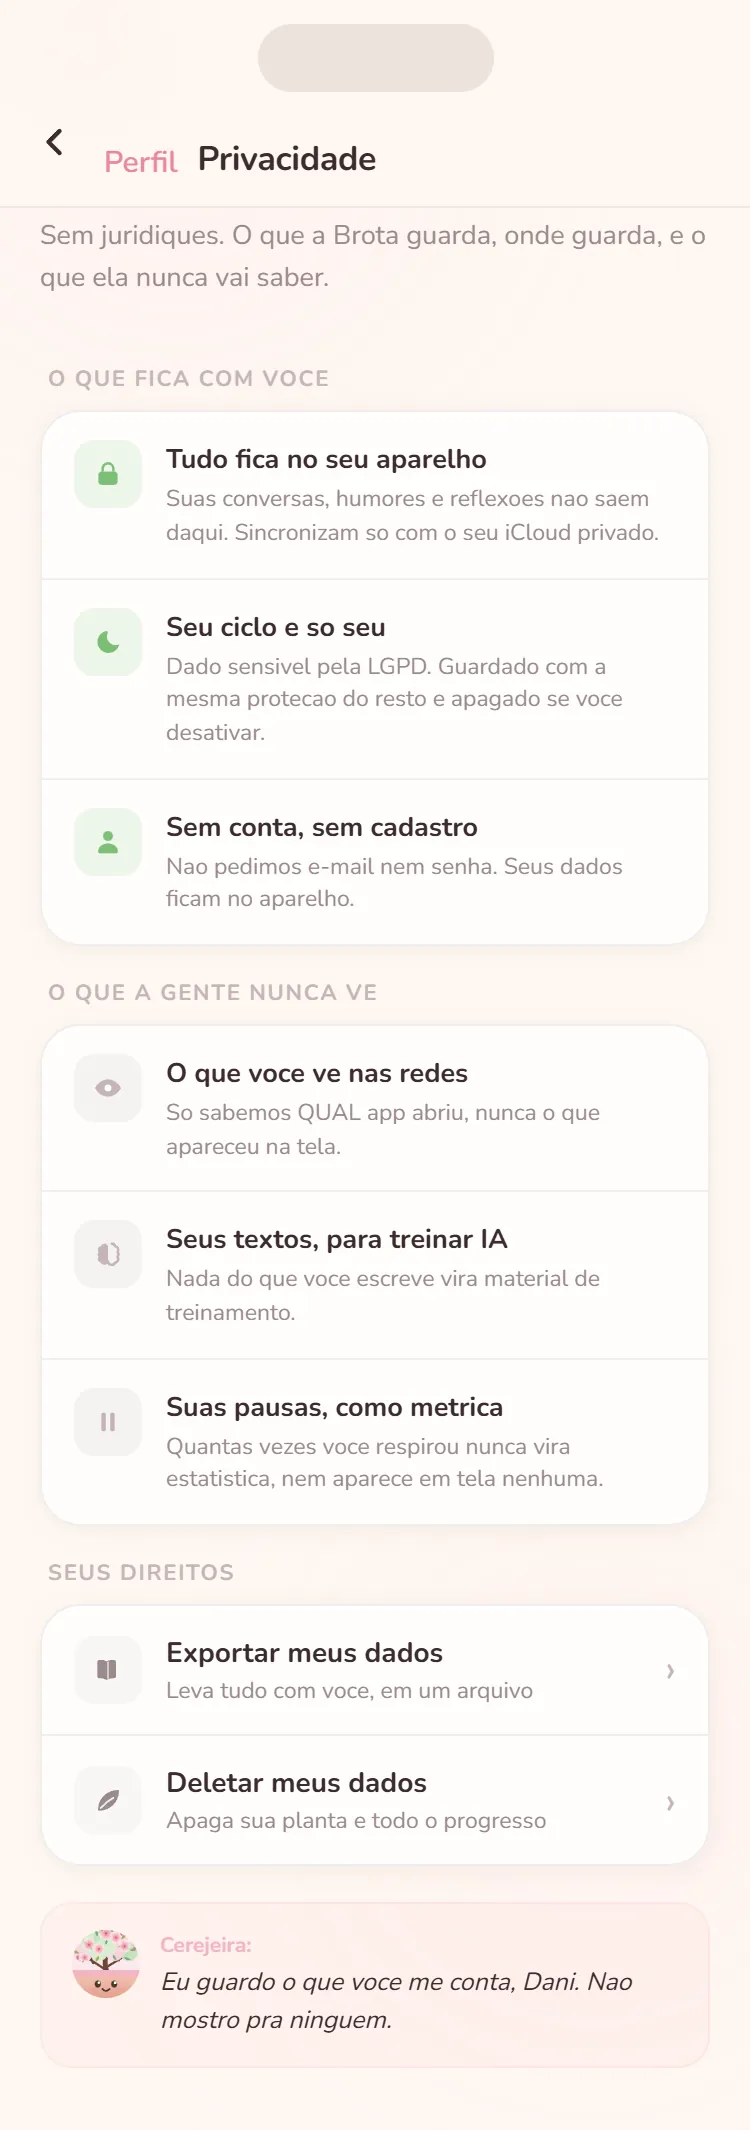 Perfil Privacidade
Sem juridiques. O que a Brota guarda, onde guarda, e o
que ela nunca vai saber.
O QUE FICA COM VOCE
Tudo fica no seu aparelho
Suas conversas, humores e reflexoes nao saem
daqui. Sincronizam so com o seu iCloud privado.
Seu ciclo e so seu
Dado sensivel pela LGPD. Guardado com a
mesma protecao do resto e apagado se voce
desativar.
Sem conta, sem cadastro
Nao pedimos e-mail nem senha. Seus dados
ficam no aparelho.
O QUE A GENTE NUNCA VE
O que voce ve nas redes
So sabemos QUAL app abriu, nunca o que
apareceu na tela.
Seus textos, para treinar IA
Nada do que voce escreve vira material de
treinamento.
Suas pausas, como metrica
Quantas vezes voce respirou nunca vira
estatistica, nem aparece em tela nenhuma.
SEUS DIREITOS
Exportar meus dados
Leva tudo com voce, em um arquivo
Deletar meus dados
Apaga sua planta e todo o progresso
Cerejeira:
Eu guardo o que voce me conta, Dani. Nao
mostro pra ninguem.